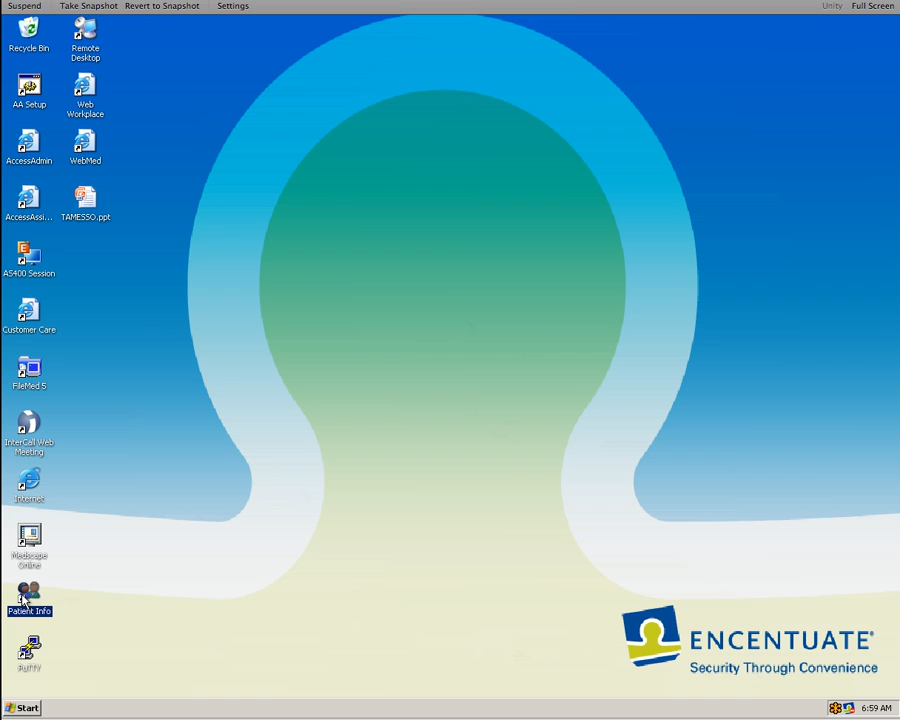 Suspend Take Snapshot Revert to Snapshot Settings Unity Full Screen
Recycle Bin
Remote
Desktop
AA Setup
Web
Workplace
AccessAdmin
WebMed
AccessAssi...
TAMESSO.ppt
AS400 Session
Customer Care
FileMed 5
InterCall Web
Meeting
Internet
Medscape
Online
Patient Info
PuTTY
ENCENTUATE®
Security Through Convenience
Start
6:59 AM